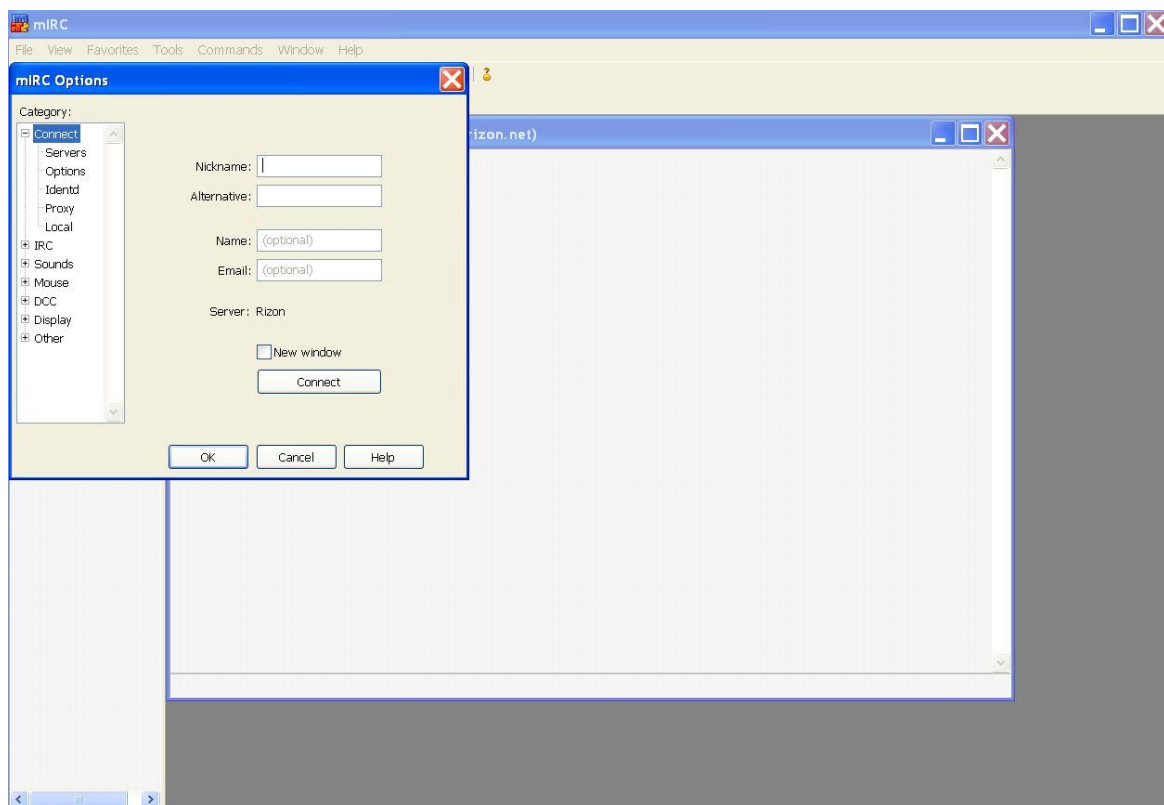 mIRC
File View Favorites Tools Commands Window Help
mIRC Options
rizon.net)
Category:
Connect
Servers
Options
Identd
Proxy
Local
IRC
Sounds
Mouse
DCC
Display
Other
Nickname:
Alternative:
Name: (optional)
Email: (optional)
Server: Rizon
New window
Connect
OK Cancel Help